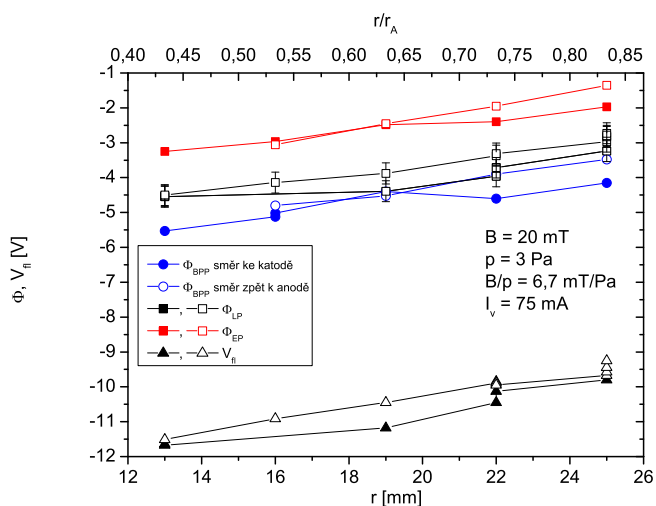 r/r_A
0,40 0,45 0,50 0,55 0,60 0,65 0,70 0,75 0,80 0,85
-1
-2
-3
-4
-5
-6
-7
-8
-9
-10
-11
-12
Φ, V_fl [V]
B = 20 mT
p = 3 Pa
B/p = 6,7 mT/Pa
I_v = 75 mA
Φ_BPP směr ke katodě
Φ_BPP směr zpět k anodě
, Φ_LP
, Φ_EP
, V_fl
12 14 16 18 20 22 24 26
r [mm]